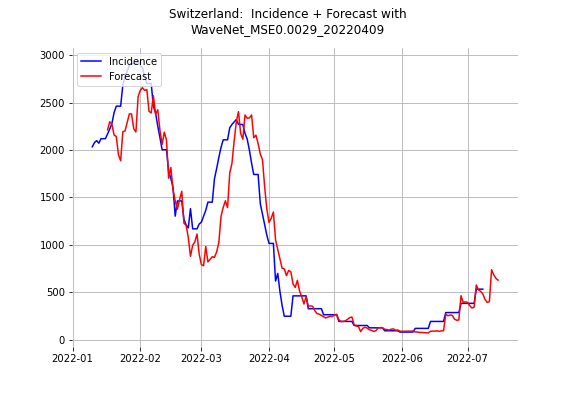 Switzerland:  Incidence + Forecast with
WaveNet_MSE0.0029_20220409
Incidence
Forecast
3000
2500
2000
1500
1000
500
0
2022-01 2022-02 2022-03 2022-04 2022-05 2022-06 2022-07